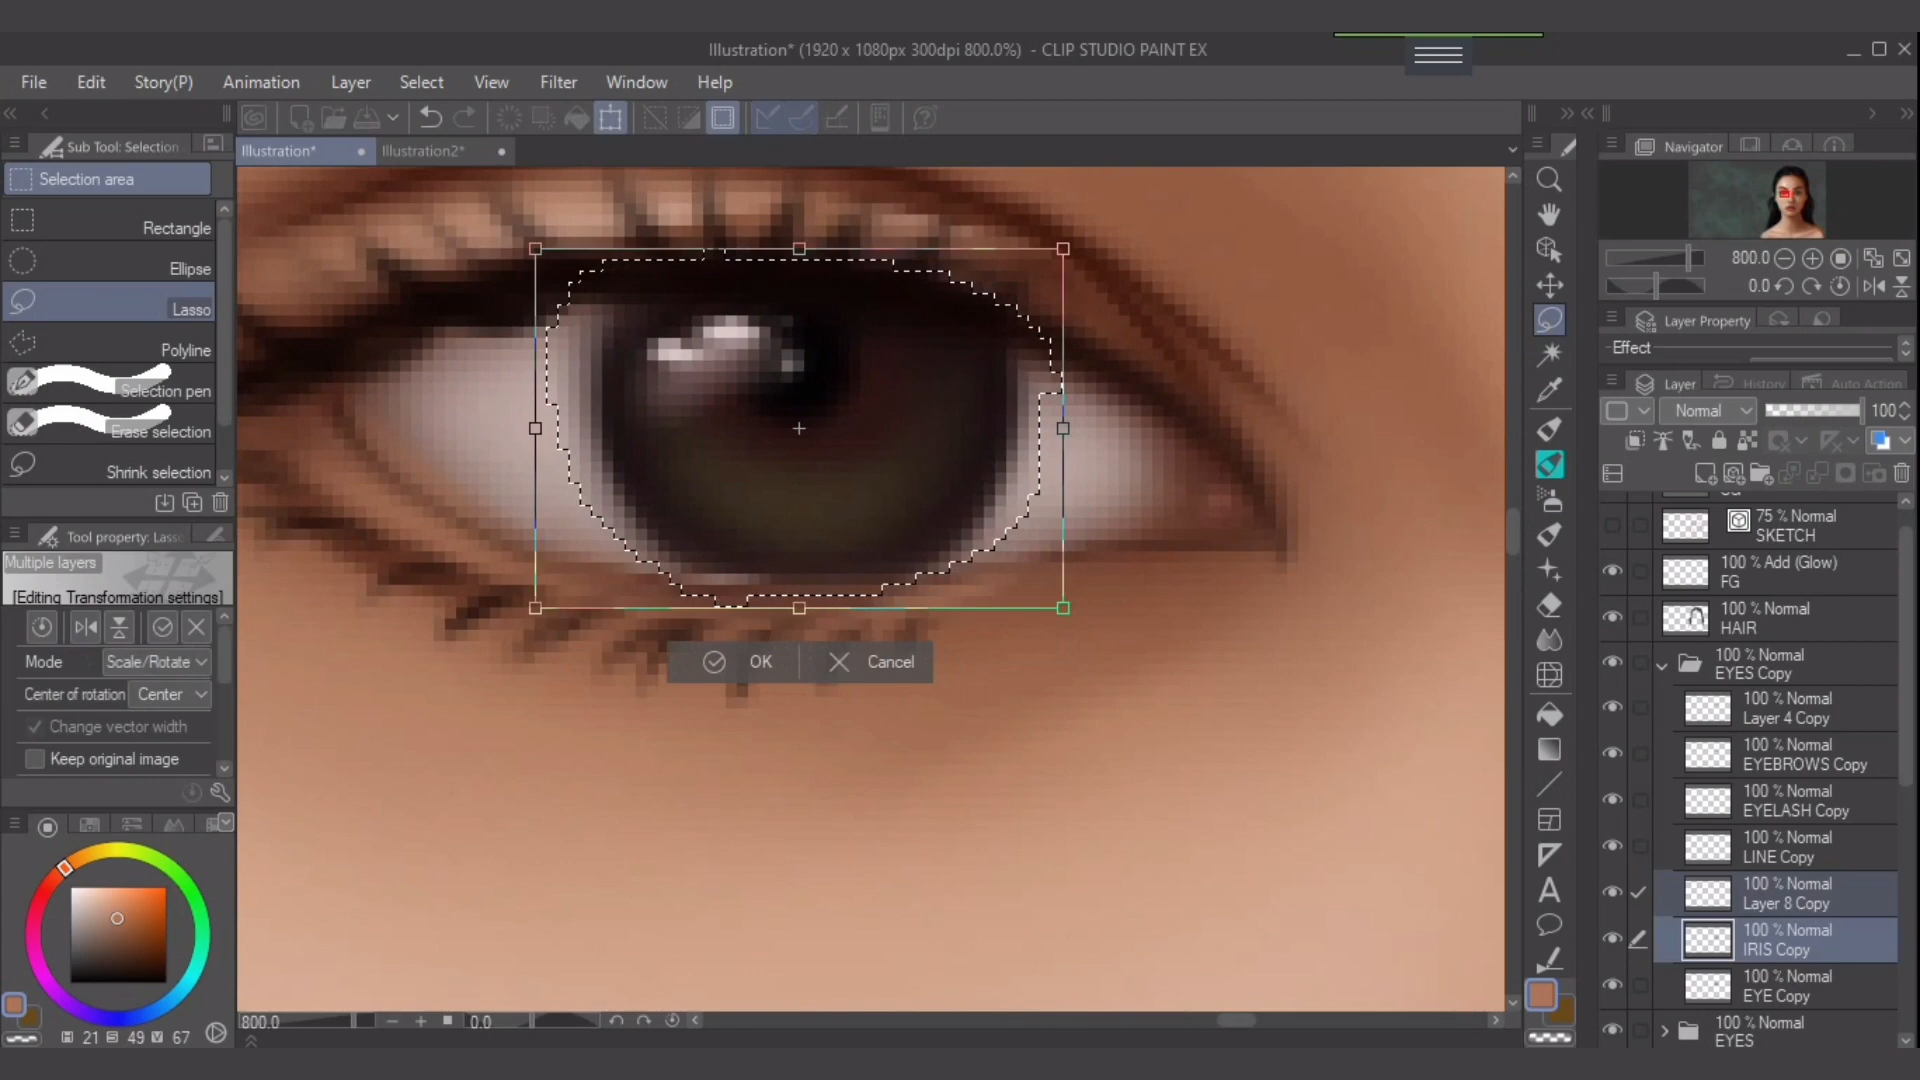 Illustration* (1920 x 1080px 300dpi 800.0%) - CLIP STUDIO PAINT EX
File Edit Story(P) Animation Layer Select View Filter Window Help
Sub Tool: Selection
Illustration*
Illustration2*
Selection area
Rectangle
Ellipse
Lasso
Polyline
Selection pen
Erase selection
Shrink selection
Tool property: Lasso
Multiple layers
[Editing Transformation settings]
Mode Scale/Rotate
Center of rotation Center
Change vector width
Keep original image
H 21 S 49 V 67
OK Cancel
800.0
0.0
Navigator
800.0
0.0
Layer Property
Effect
Layer History Auto Action
Normal 100
75 % Normal
SKETCH
100 % Add (Glow)
FG
100 % Normal
HAIR
100 % Normal
EYES Copy
100 % Normal
Layer 4 Copy
100 % Normal
EYEBROWS Copy
100 % Normal
EYELASH Copy
100 % Normal
LINE Copy
100 % Normal
Layer 8 Copy
100 % Normal
IRIS Copy
100 % Normal
EYE Copy
100 % Normal
EYES